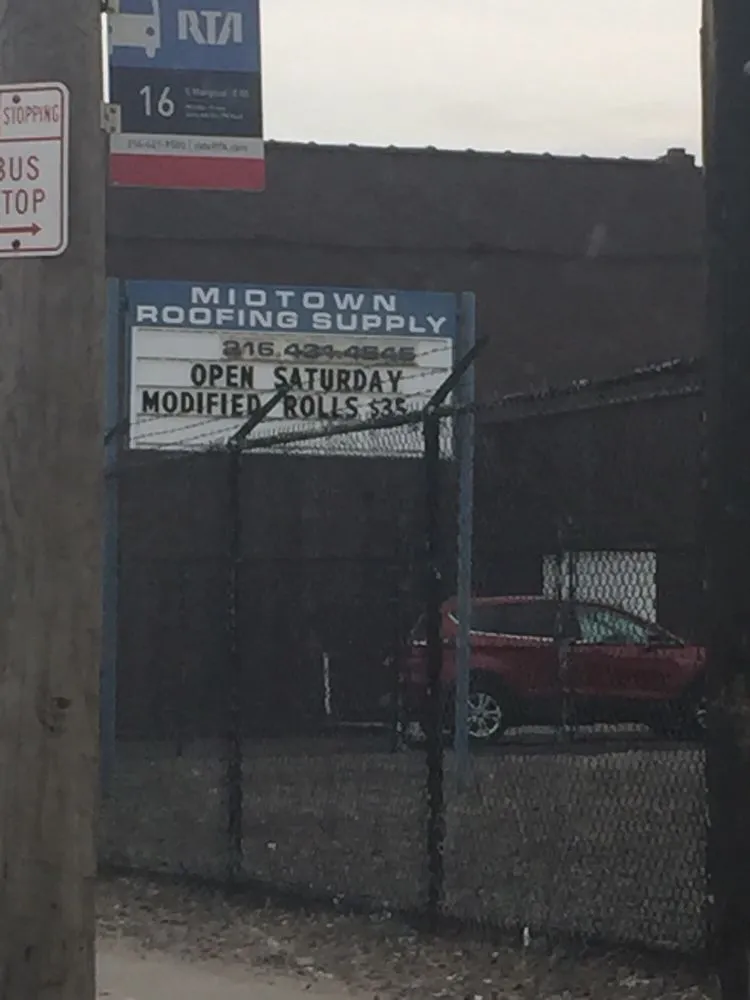 RTA
16
STOPPING
BUS
TOP
MIDTOWN
ROOFING SUPPLY
216.431.4545
OPEN SATURDAY
MODIFIED ROLLS $35